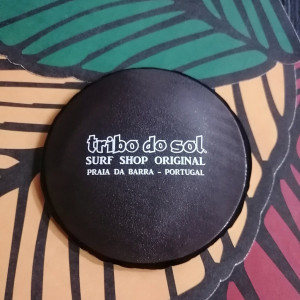 tribo do sol
SURF SHOP ORIGINAL
PRAIA DA BARRA - PORTUGAL